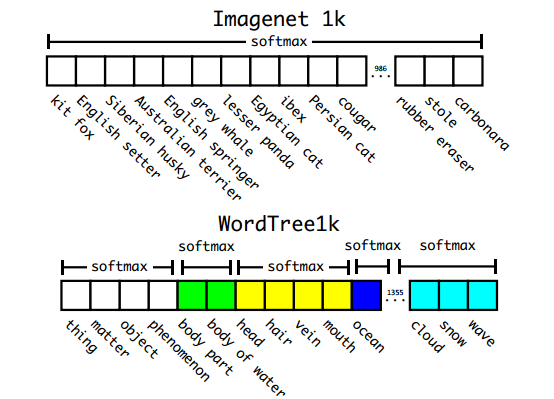 Imagenet 1k
softmax
986
...
kit fox
English setter
Siberian husky
Australian terrier
English springer
grey whale
lesser panda
Egyptian cat
ibex
Persian cat
cougar
rubber eraser
stole
carbonara
WordTree1k
softmax
softmax
softmax
softmax
softmax
1355
...
thing
matter
object
phenomenon
body part
body of water
head
hair
vein
mouth
ocean
cloud
snow
wave